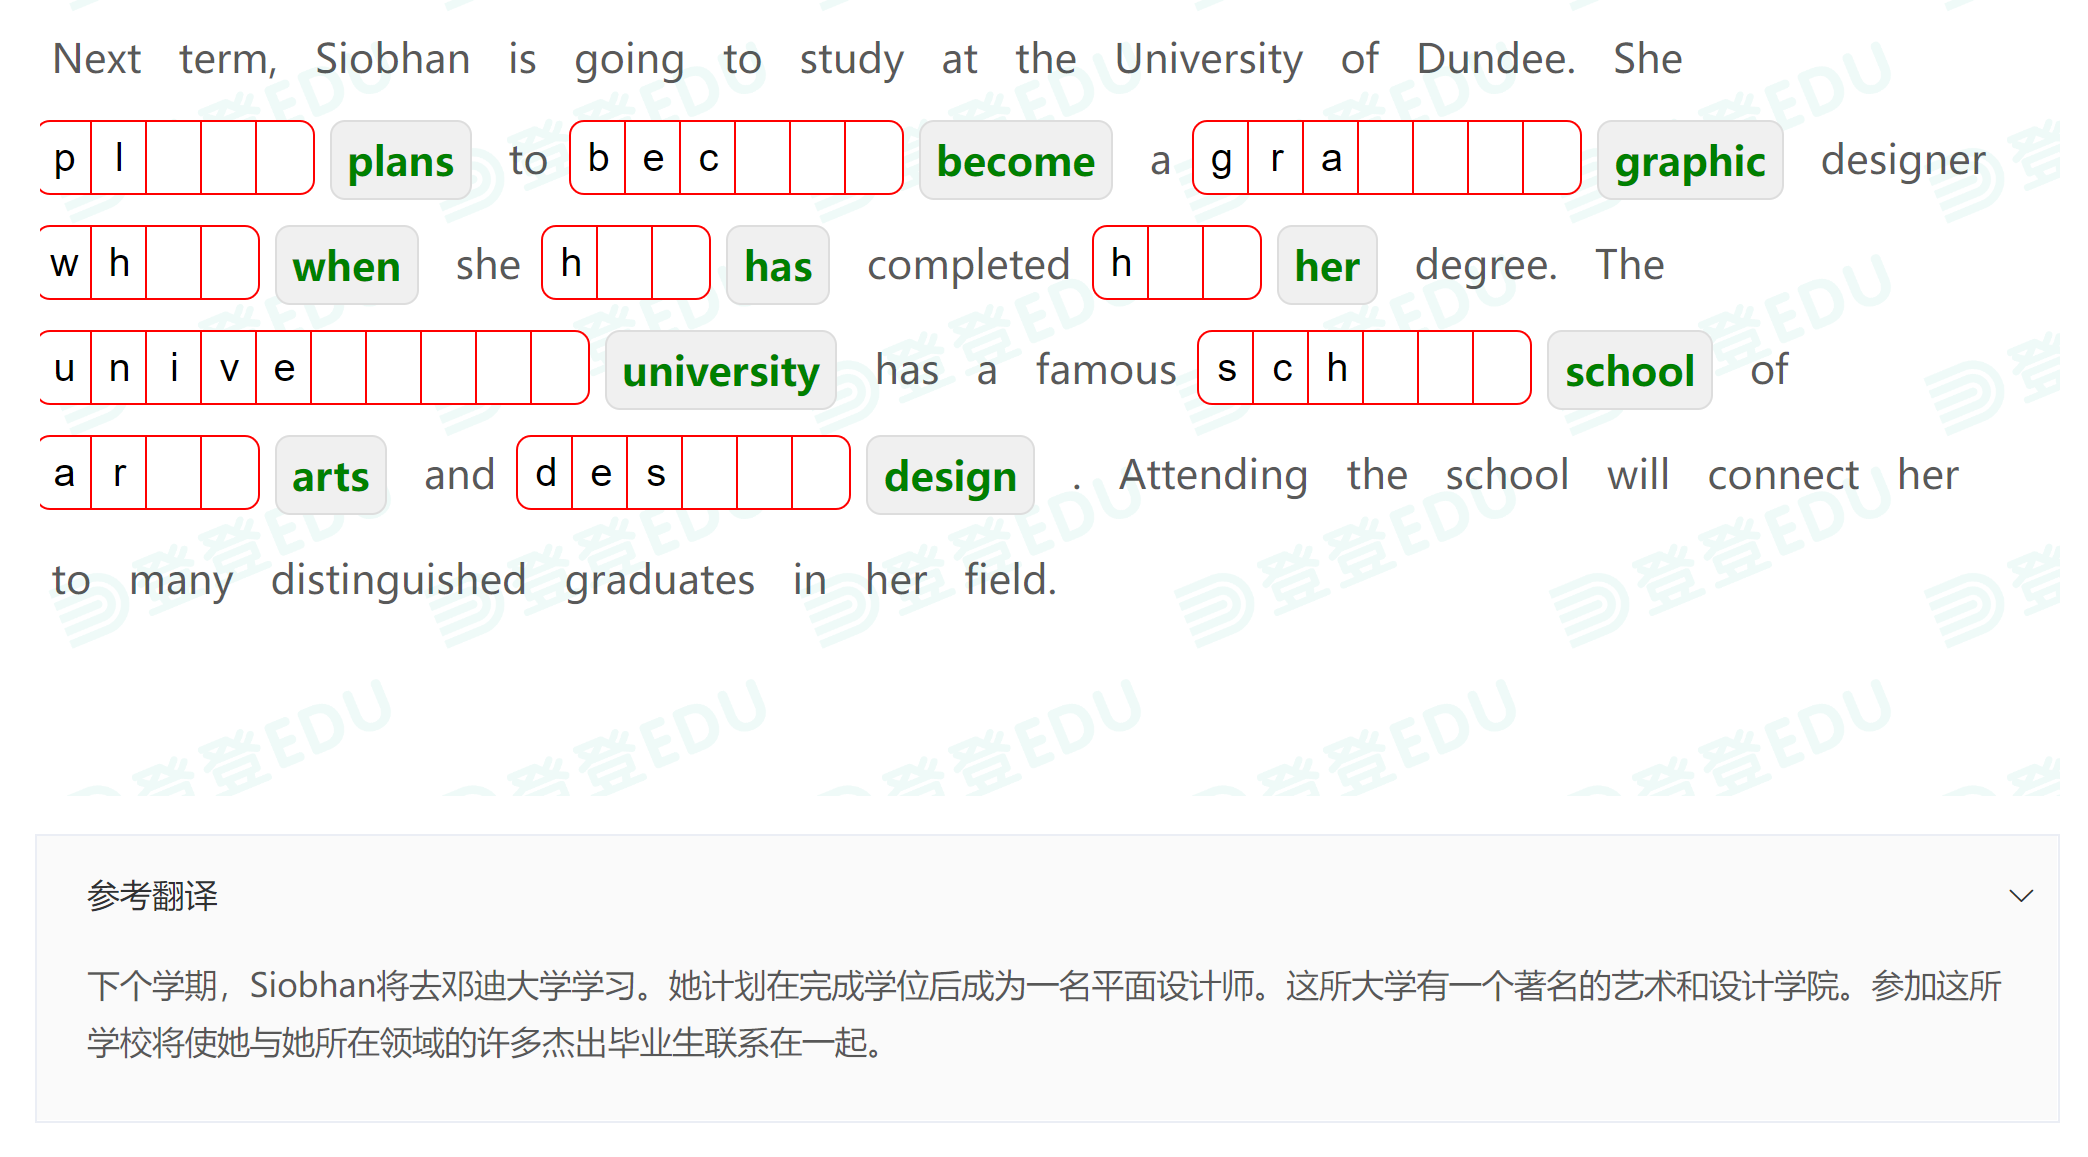 Next term, Siobhan is going to study at the University of Dundee. She
p l plans to b e c become a g r a graphic designer
w h when she h has completed h her degree. The
u n i v e university has a famous s c h school of
a r arts and d e s design . Attending the school will connect her
to many distinguished graduates in her field.
参考翻译
下个学期，Siobhan将去邓迪大学学习。她计划在完成学位后成为一名平面设计师。这所大学有一个著名的艺术和设计学院。参加这所
学校将使她与她所在领域的许多杰出毕业生联系在一起。